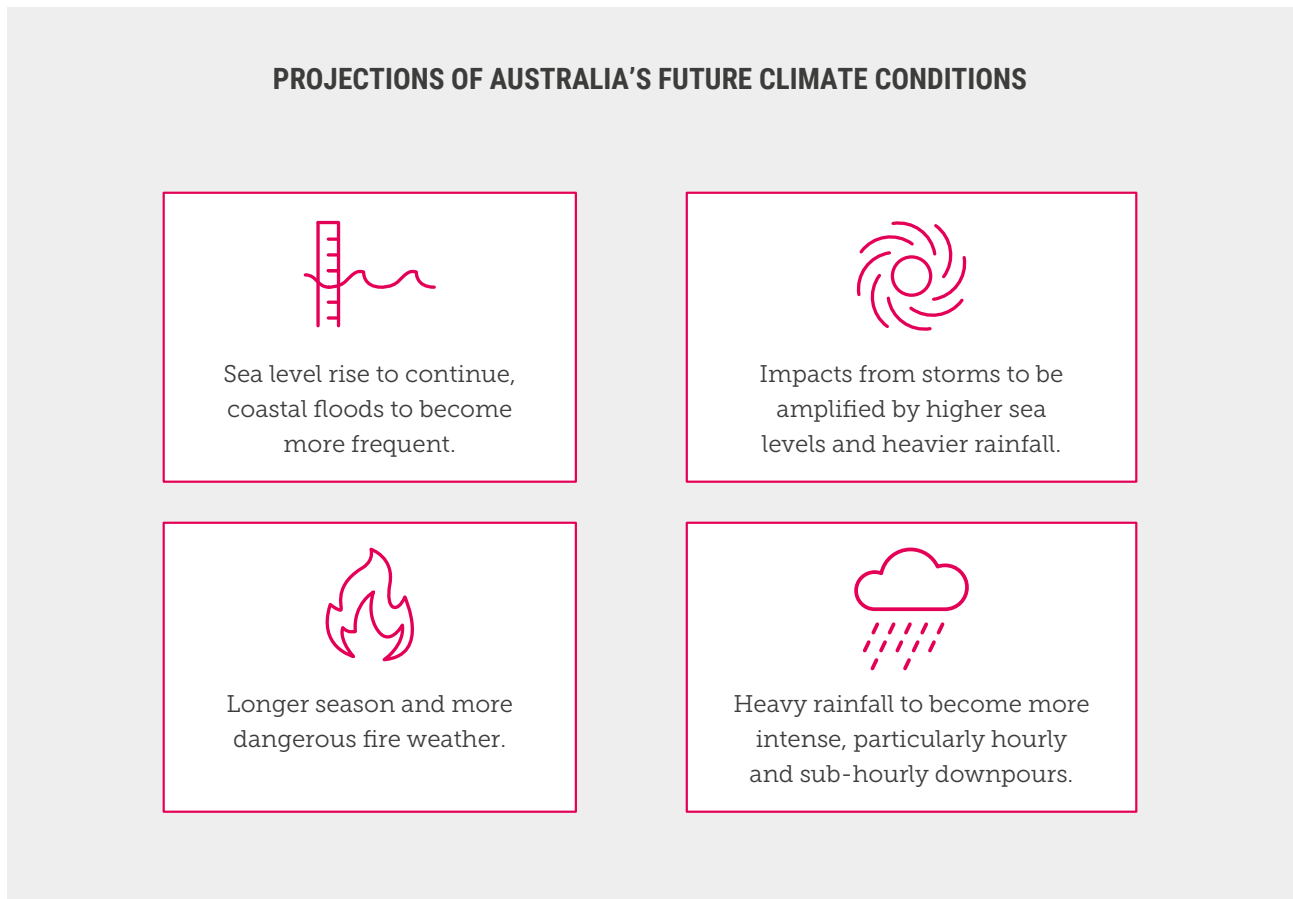 PROJECTIONS OF AUSTRALIA’S FUTURE CLIMATE CONDITIONS
Sea level rise to continue,
coastal floods to become
more frequent.
Impacts from storms to be
amplified by higher sea
levels and heavier rainfall.
Longer season and more
dangerous fire weather.
Heavy rainfall to become more
intense, particularly hourly
and sub-hourly downpours.